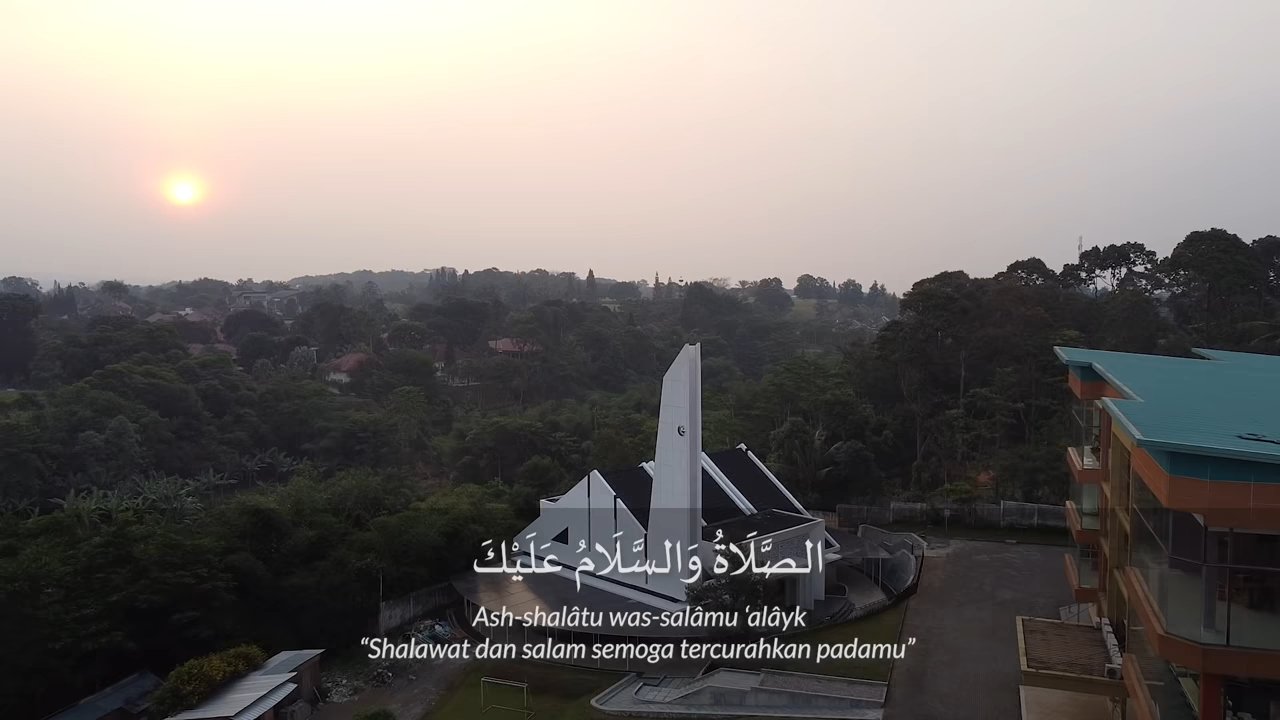 الصَّلَاةُ وَالسَّلَامُ عَلَيْكَ
Ash-shalâtu was-salâmu ‘alâyk
“Shalawat dan salam semoga tercurahkan padamu”